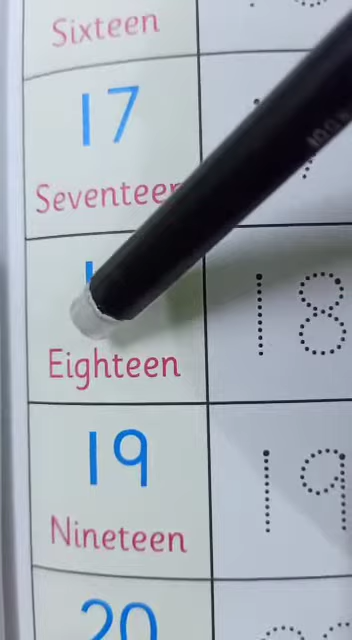 Sixteen
17
Seventeen
Eighteen 18
19 19
Nineteen
20